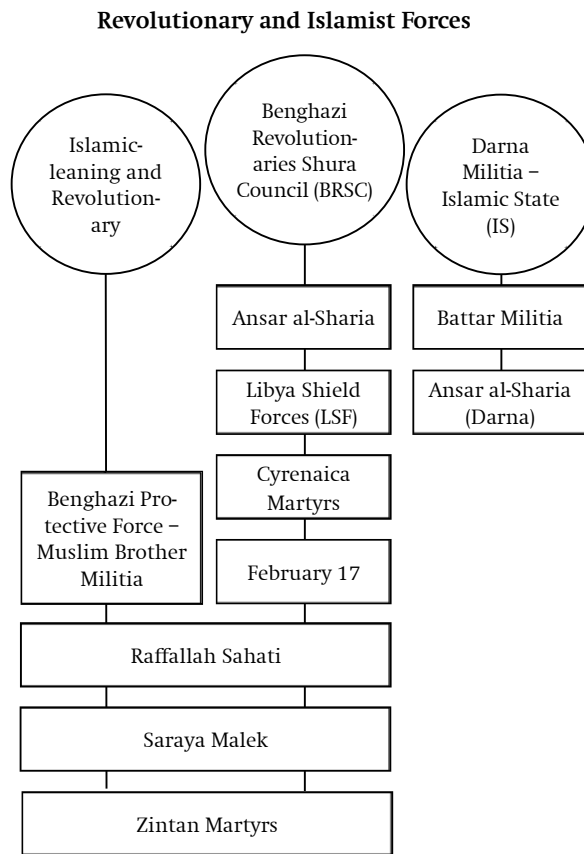 Revolutionary and Islamist Forces
Islamic-
leaning and
Revolution-
ary
Benghazi
Revolution-
aries Shura
Council (BRSC)
Darna
Militia –
Islamic State
(IS)
Ansar al-Sharia
Battar Militia
Libya Shield
Forces (LSF)
Ansar al-Sharia
(Darna)
Cyrenaica
Martyrs
Benghazi Pro-
tective Force –
Muslim Brother
Militia
February 17
Raffallah Sahati
Saraya Malek
Zintan Martyrs